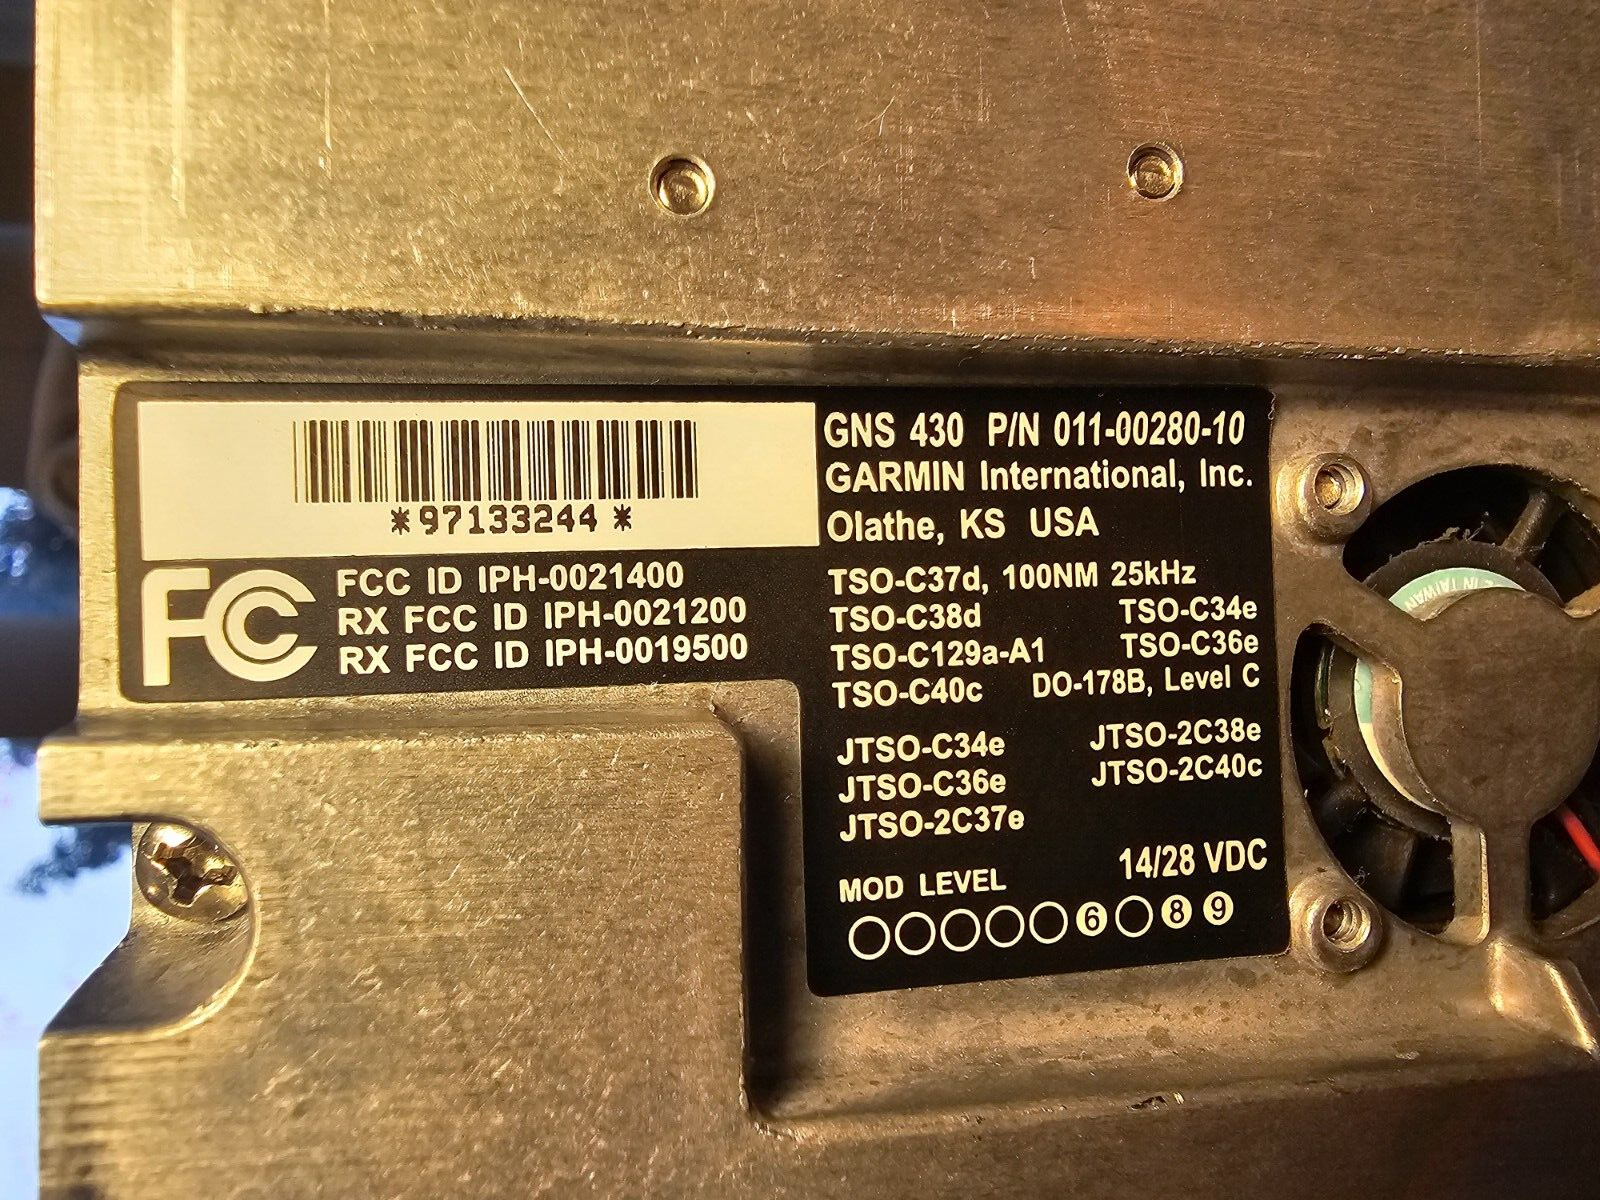 *97133244*
FC
FCC ID IPH-0021400
RX FCC ID IPH-0021200
RX FCC ID IPH-0019500
GNS 430 P/N 011-00280-10
GARMIN International, Inc.
Olathe, KS USA
TSO-C37d, 100NM 25kHz
TSO-C38d TSO-C34e
TSO-C129a-A1 TSO-C36e
TSO-C40c DO-178B, Level C
JTSO-C34e JTSO-2C38e
JTSO-C36e JTSO-2C40c
JTSO-2C37e
14/28 VDC
MOD LEVEL
6 8 9
IN TAIWAN